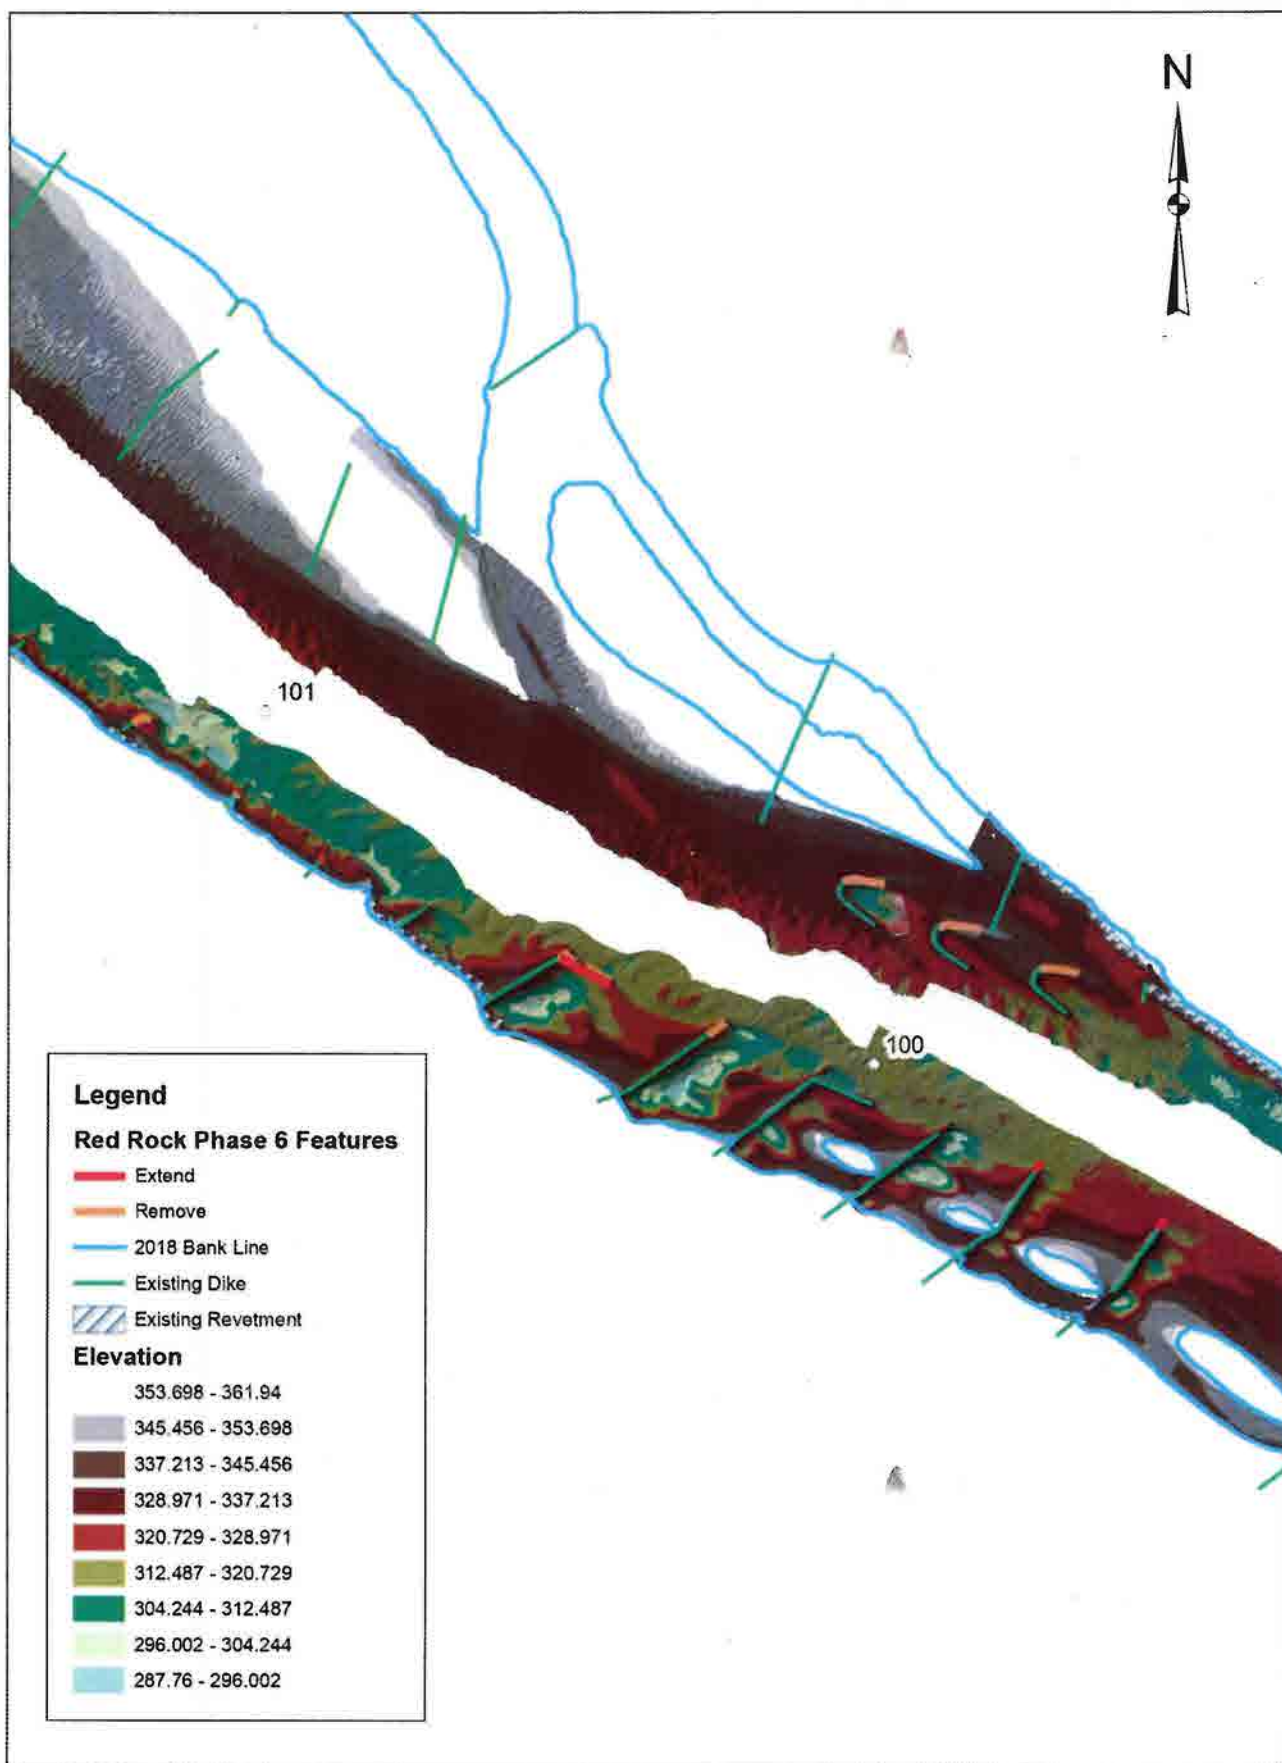 N
101
100
Legend
Red Rock Phase 6 Features
Extend
Remove
2018 Bank Line
Existing Dike
Existing Revetment
Elevation
353.698 - 361.94
345.456 - 353.698
337.213 - 345.456
328.971 - 337.213
320.729 - 328.971
312.487 - 320.729
304.244 - 312.487
296.002 - 304.244
287.76 - 296.002